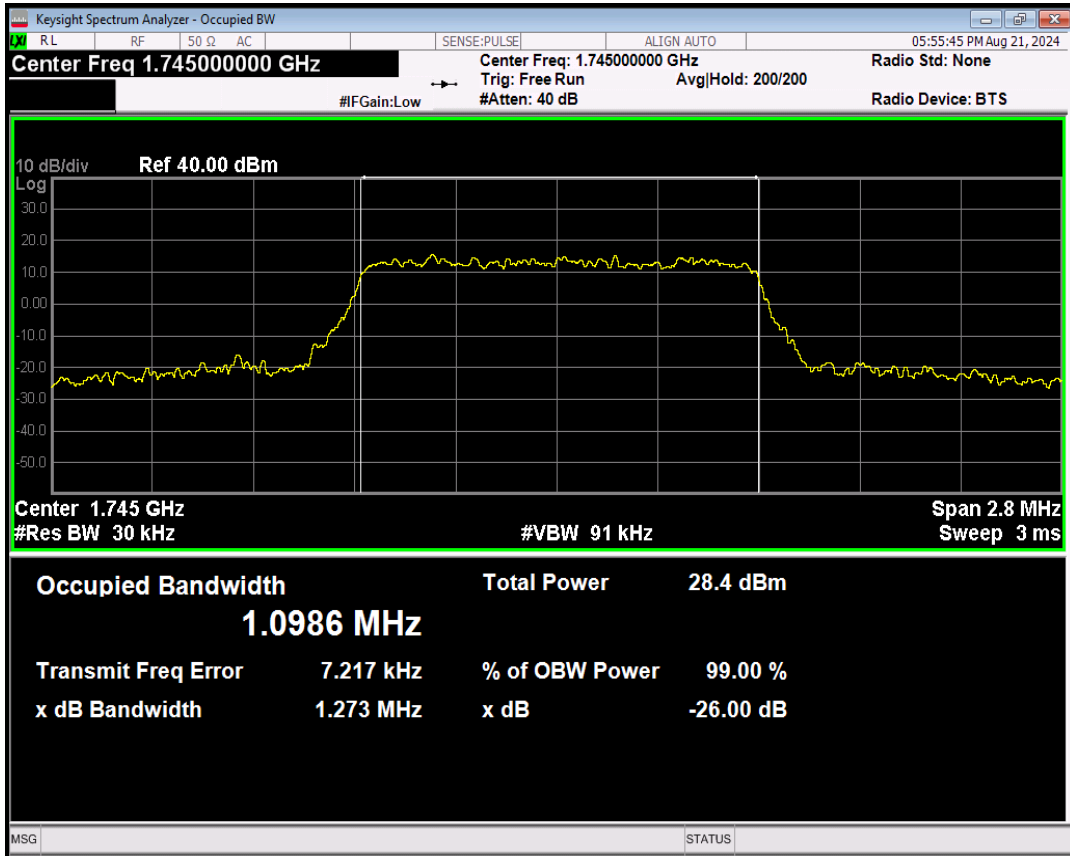 Keysight Spectrum Analyzer - Occupied BW
LXI RL RF 50 Ω AC SENSE:PULSE ALIGN AUTO 05:55:45 PM Aug 21, 2024
Center Freq 1.745000000 GHz Center Freq: 1.745000000 GHz Radio Std: None
Trig: Free Run Avg|Hold: 200/200
#IFGain:Low #Atten: 40 dB Radio Device: BTS
10 dB/div Ref 40.00 dBm
Log
30.0
20.0
10.0
0.00
-10.0
-20.0
-30.0
-40.0
-50.0
Center 1.745 GHz Span 2.8 MHz
#Res BW 30 kHz #VBW 91 kHz Sweep 3 ms
Occupied Bandwidth Total Power 28.4 dBm
1.0986 MHz
Transmit Freq Error 7.217 kHz % of OBW Power 99.00 %
x dB Bandwidth 1.273 MHz x dB -26.00 dB
MSG STATUS